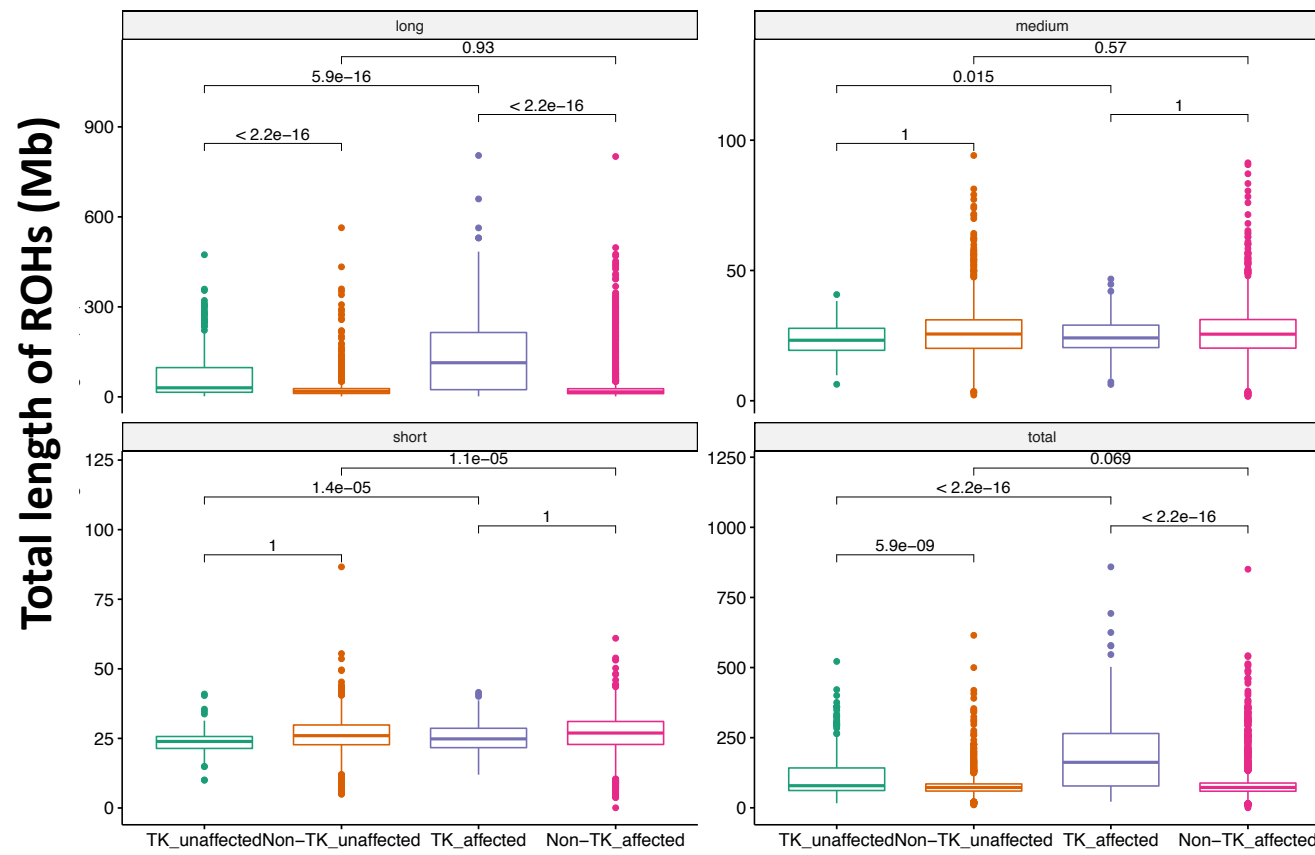 Total length of ROHs (Mb)
long
0.93
5.9e−16
< 2.2e−16
< 2.2e−16
900
600
300
0
medium
0.57
0.015
1
1
100
50
0
short
1.1e−05
1.4e−05
1
1
125
100
75
50
25
0
total
0.069
< 2.2e−16
< 2.2e−16
5.9e−09
1250
1000
750
500
250
0
TK_unaffected Non−TK_unaffected TK_affected Non−TK_affected
TK_unaffected Non−TK_unaffected TK_affected Non−TK_affected